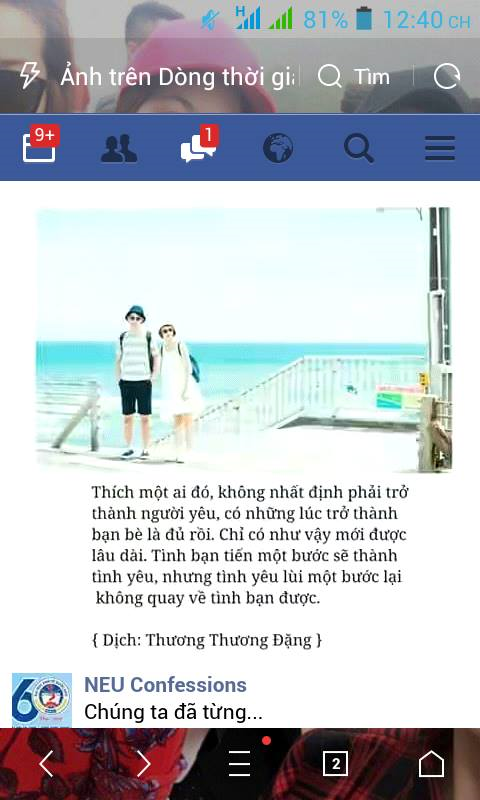 H
81%
12:40 CH
Ảnh trên Dòng thời gia
Tìm
9+
1
Thích một ai đó, không nhất định phải trở
thành người yêu, có những lúc trở thành
bạn bè là đủ rồi. Chỉ có như vậy mới được
lâu dài. Tình bạn tiến một bước sẽ thành
tình yêu, nhưng tình yêu lùi một bước lại
không quay về tình bạn được.
{ Dịch: Thương Thương Đặng }
60
NEU Confessions
Chúng ta đã từng...
2